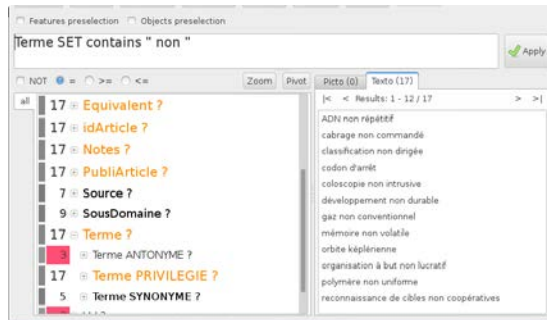 Features preselection Objects preselection
Terme SET contains " non "
Apply
NOT = >= <= Zoom Pivot Picto (0) Texto (17)
all
17 Equivalent ?
17 idArticle ?
17 Notes ?
17 PubliArticle ?
7 Source ?
9 SousDomaine ?
17 Terme ?
3 Terme ANTONYME ?
17 Terme PRIVILEGIE ?
5 Terme SYNONYME ?
|< < Results: 1 - 12 / 17 > >|
ADN non répétitif
cabrage non commandé
classification non dirigée
codon d'arrêt
coloscopie non intrusive
développement non durable
gaz non conventionnel
mémoire non volatile
orbite képlérienne
organisation à but non lucratif
polymère non uniforme
reconnaissance de cibles non coopératives